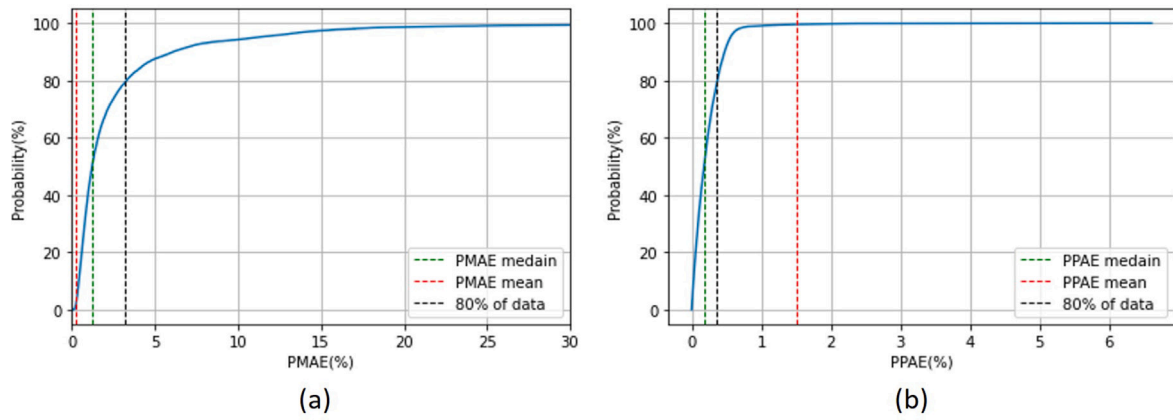 100
80
60
40
20
0
Probability(%)
PMAE medain
PMAE mean
80% of data
0 5 10 15 20 25 30
PMAE(%)
(a)
100
80
60
40
20
0
Probability(%)
PPAE medain
PPAE mean
80% of data
0 1 2 3 4 5 6
PPAE(%)
(b)